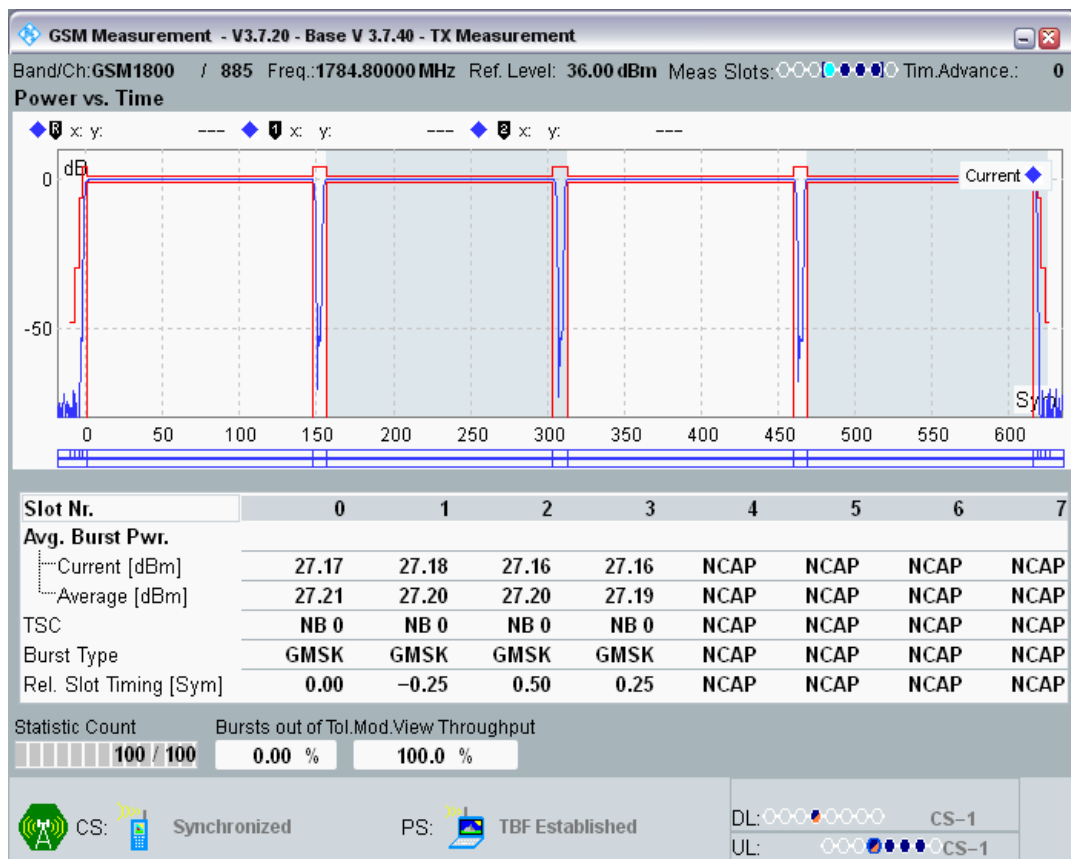 GSM Measurement - V3.7.20 - Base V 3.7.40 - TX Measurement
Band/Ch:GSM1800 / 885 Freq.:1784.80000 MHz Ref. Level: 36.00 dBm Meas Slots: Tim.Advance.: 0
Power vs. Time
R x: y: --- 1 x: y: --- 2 x: y: ---
dB
0
Current
-50
Sym
0 50 100 150 200 250 300 350 400 450 500 550 600
Slot Nr. 0 1 2 3 4 5 6 7
Avg. Burst Pwr.
Current [dBm] 27.17 27.18 27.16 27.16 NCAP NCAP NCAP NCAP
Average [dBm] 27.21 27.20 27.20 27.19 NCAP NCAP NCAP NCAP
TSC NB 0 NB 0 NB 0 NB 0 NCAP NCAP NCAP NCAP
Burst Type GMSK GMSK GMSK GMSK NCAP NCAP NCAP NCAP
Rel. Slot Timing [Sym] 0.00 −0.25 0.50 0.25 NCAP NCAP NCAP NCAP
Statistic Count Bursts out of Tol.Mod.View Throughput
100 / 100 0.00 % 100.0 %
CS: Synchronized PS: TBF Established
DL: CS−1
UL: CS−1